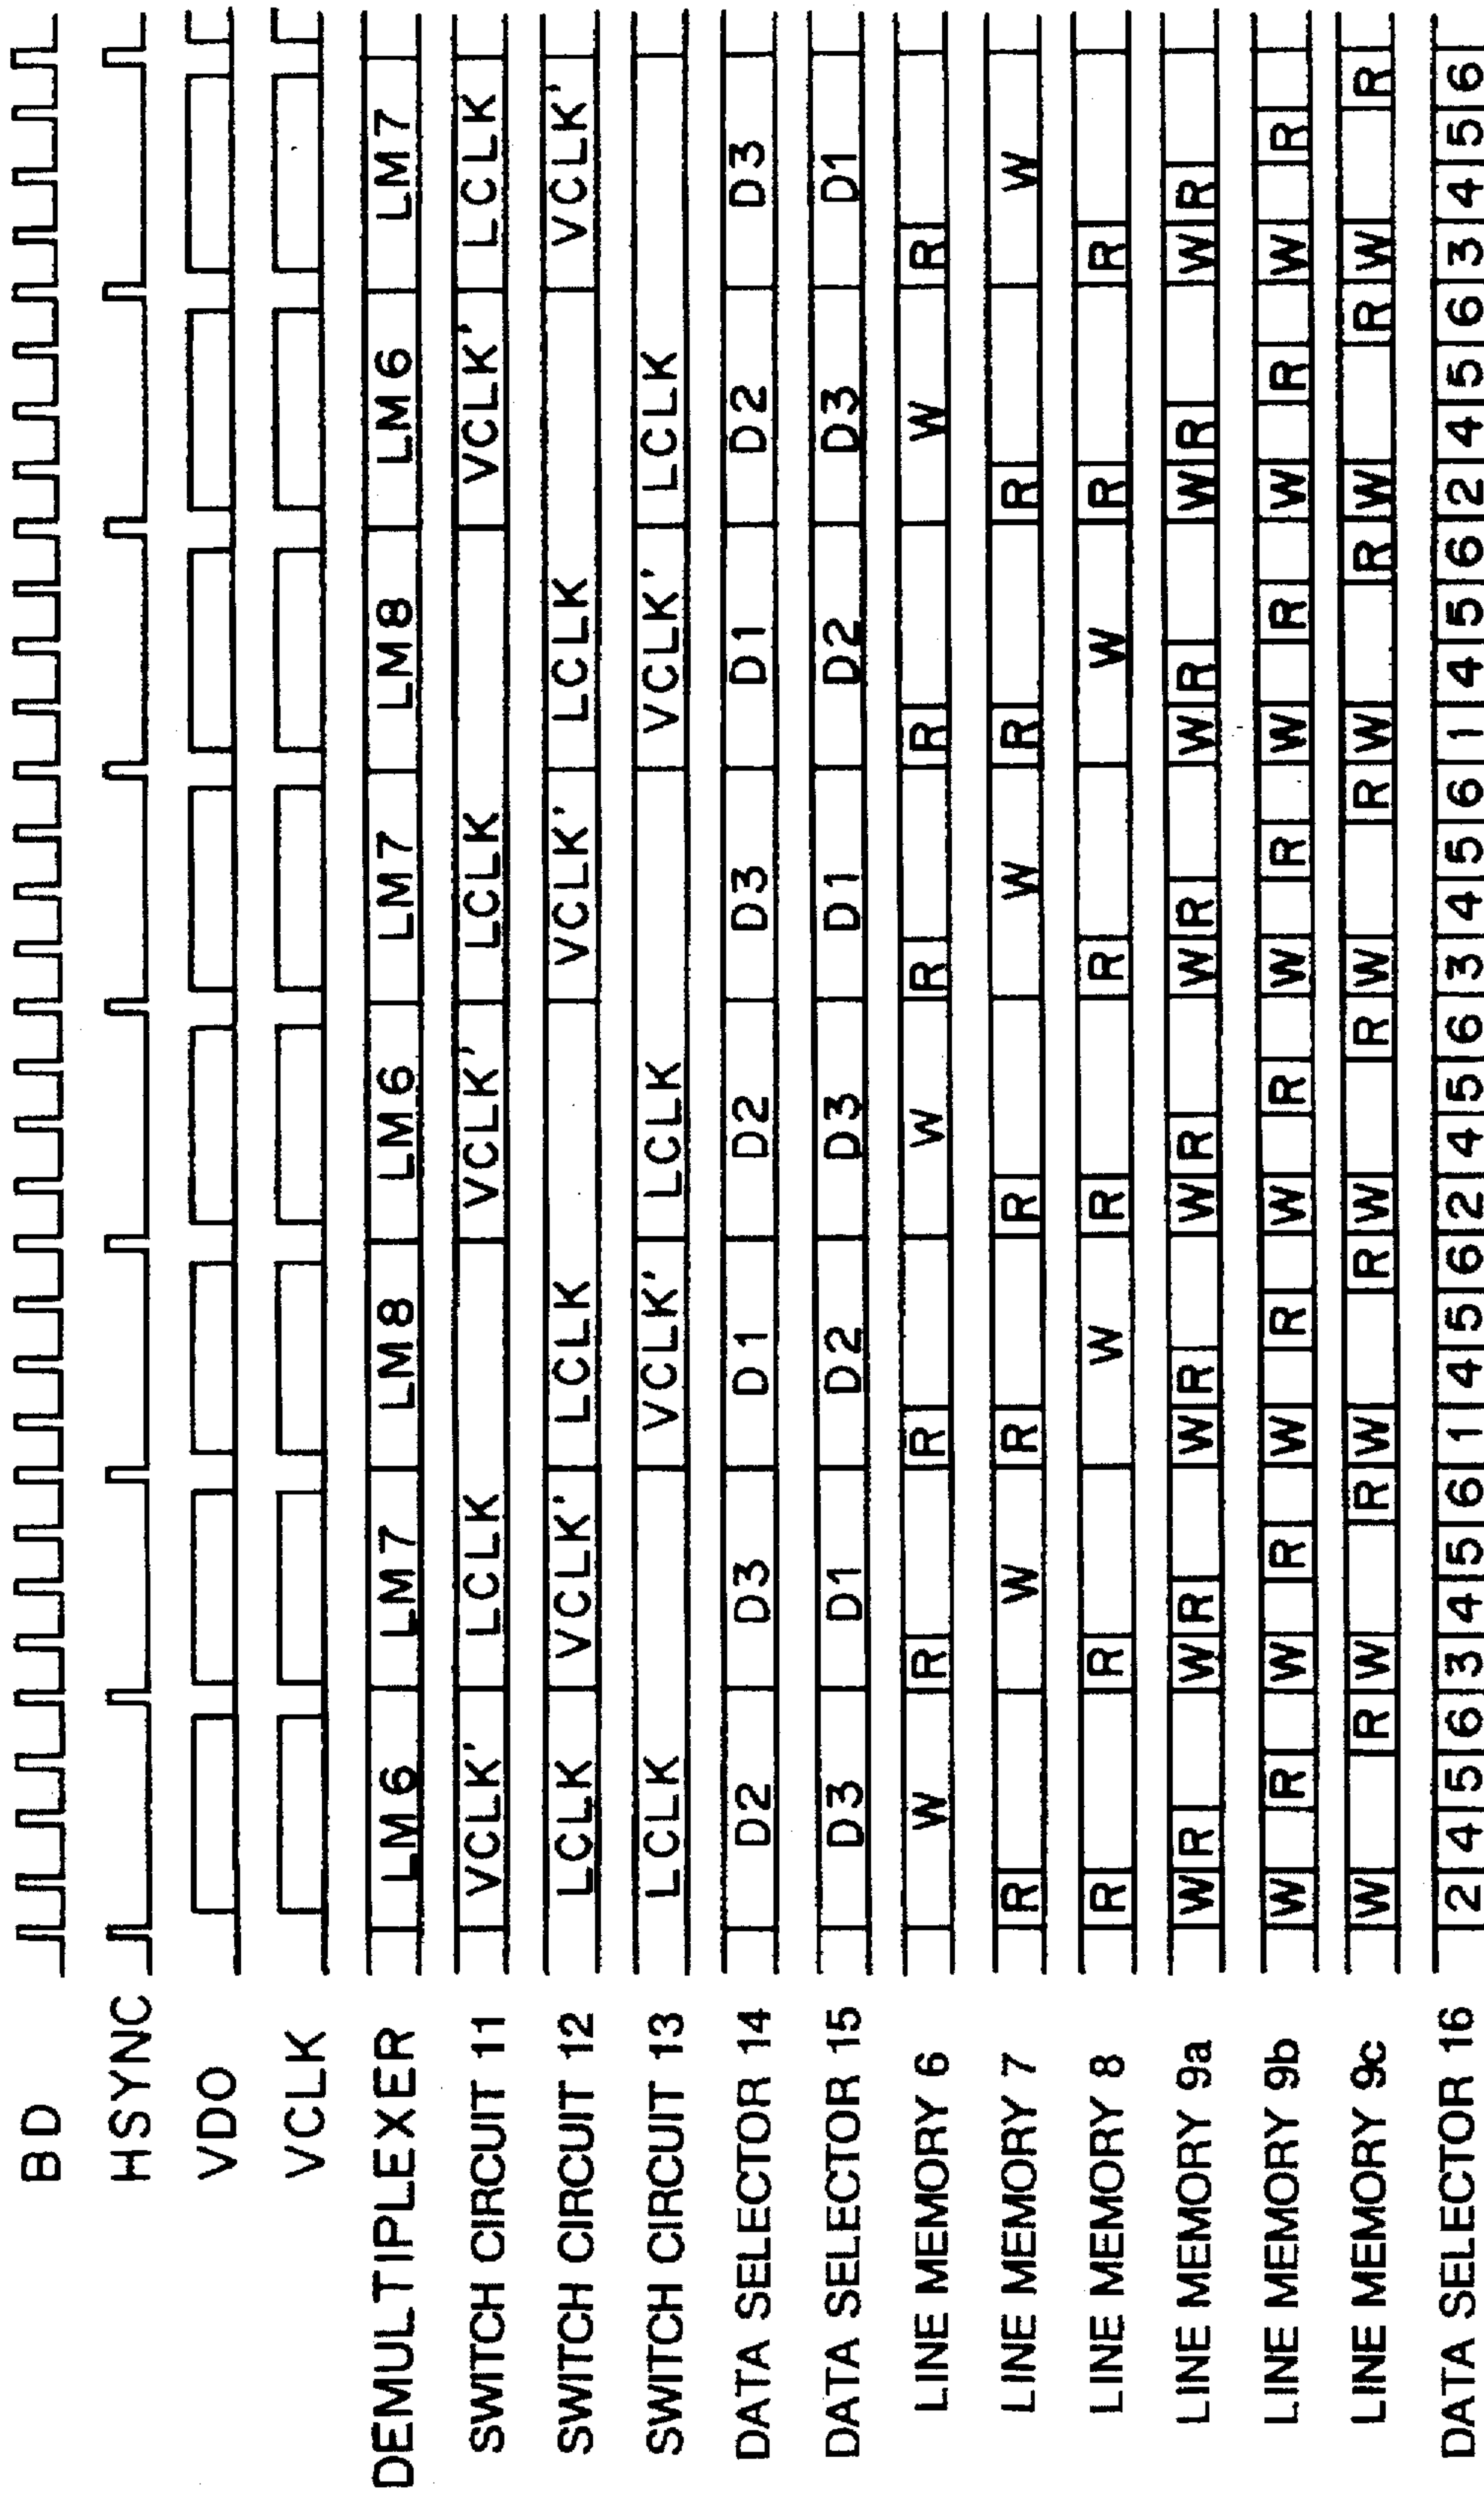 BD
HSYNC
VDO
VCLK
DEMULTIPLEXER LM6 LM7 LM8 LM6 LM7 LM8 LM6 LM7
SWITCH CIRCUIT 11 VCLK' LCLK VCLK' LCLK VCLK' LCLK
SWITCH CIRCUIT 12 LCLK VCLK' LCLK VCLK' LCLK VCLK'
SWITCH CIRCUIT 13 LCLK VCLK' LCLK VCLK' LCLK
DATA SELECTOR 14 D2 D3 D1 D2 D3 D1 D2 D3
DATA SELECTOR 15 D3 D1 D2 D3 D1 D2 D3 D1
LINE MEMORY 6 W R R W R R W R
LINE MEMORY 7 R W R R W R R W
LINE MEMORY 8 R R W R R W R R
LINE MEMORY 9a W R W R W R W R W R W R W R W R
LINE MEMORY 9b W R W R W R W R W R W R W R W R
LINE MEMORY 9c W R W R W R W R W R W R W R W R
DATA SELECTOR 16 2 4 5 6 3 4 5 6 1 4 5 6 2 4 5 6 3 4 5 6 1 4 5 6 2 4 5 6 3 4 5 6